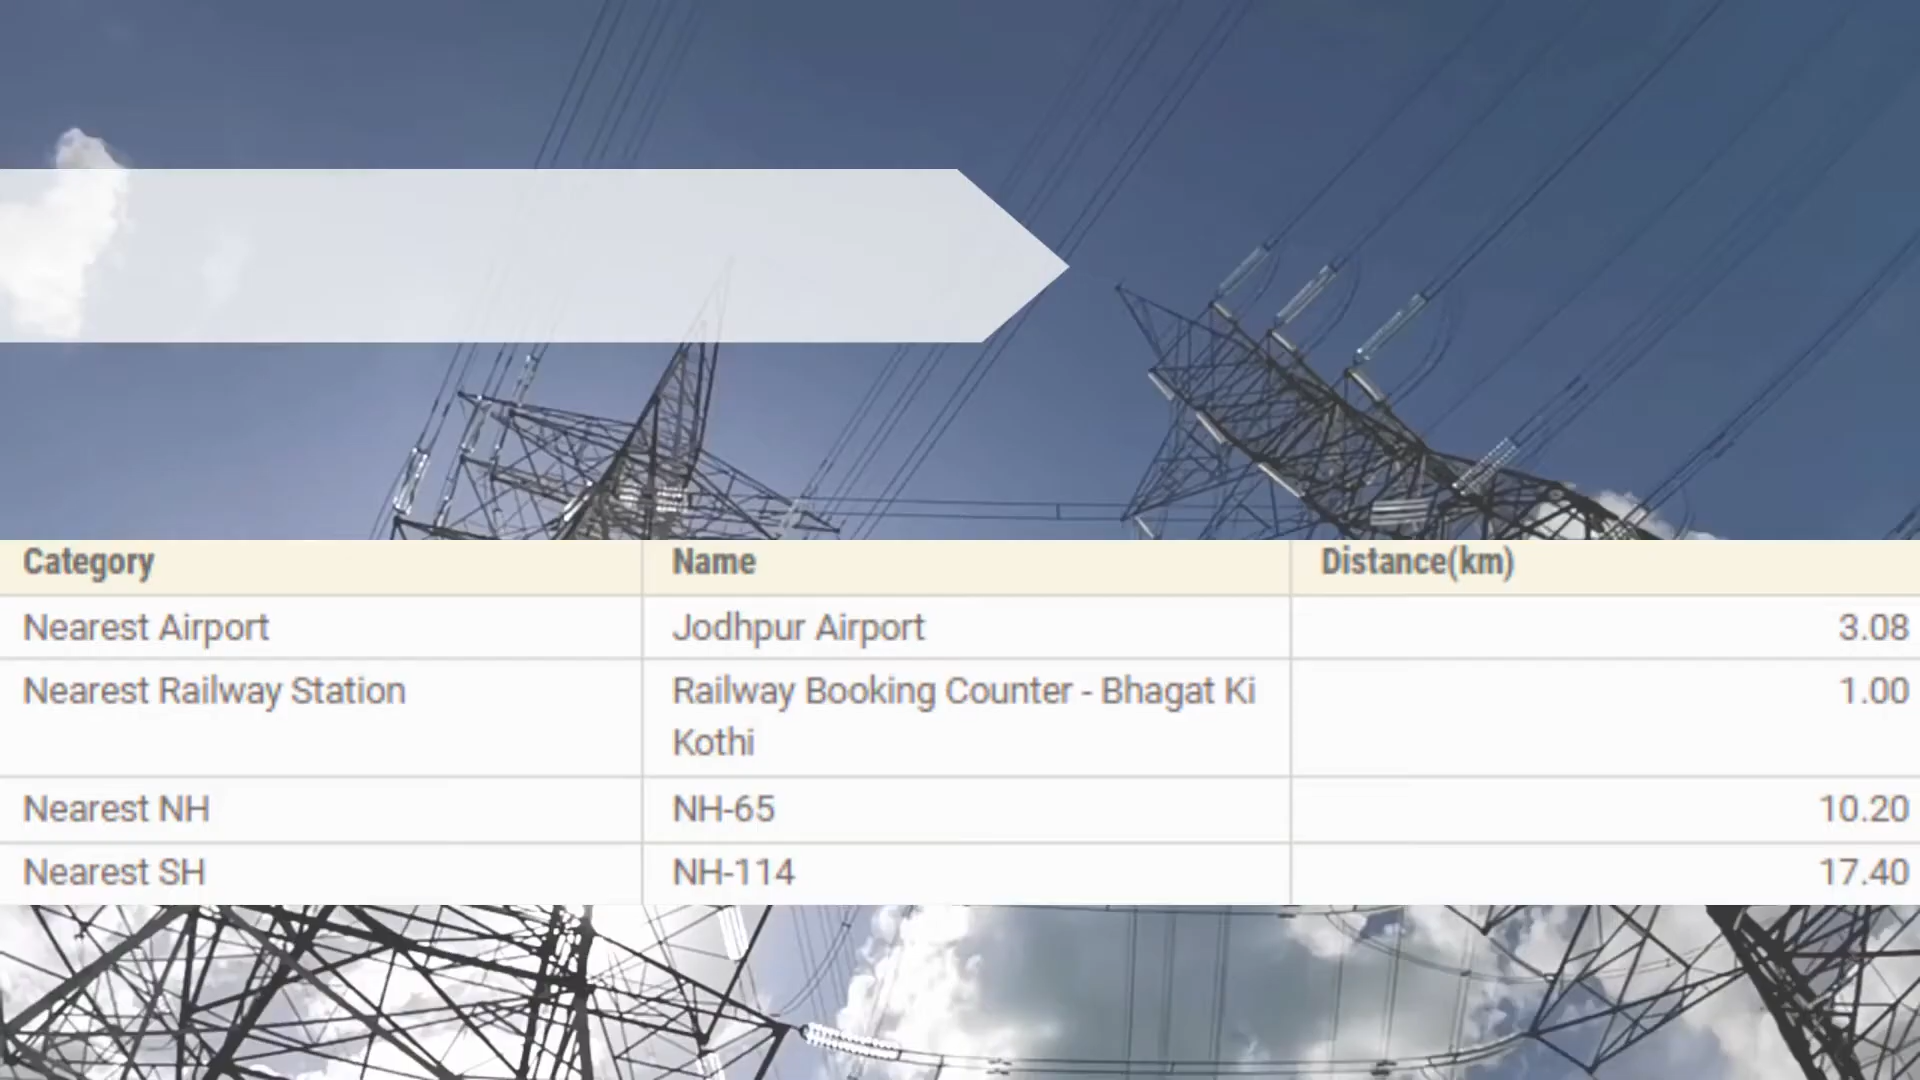 Category Name Distance(km)
Nearest Airport Jodhpur Airport 3.08
Nearest Railway Station Railway Booking Counter - Bhagat Ki 1.00
Kothi
Nearest NH NH-65 10.20
Nearest SH NH-114 17.40